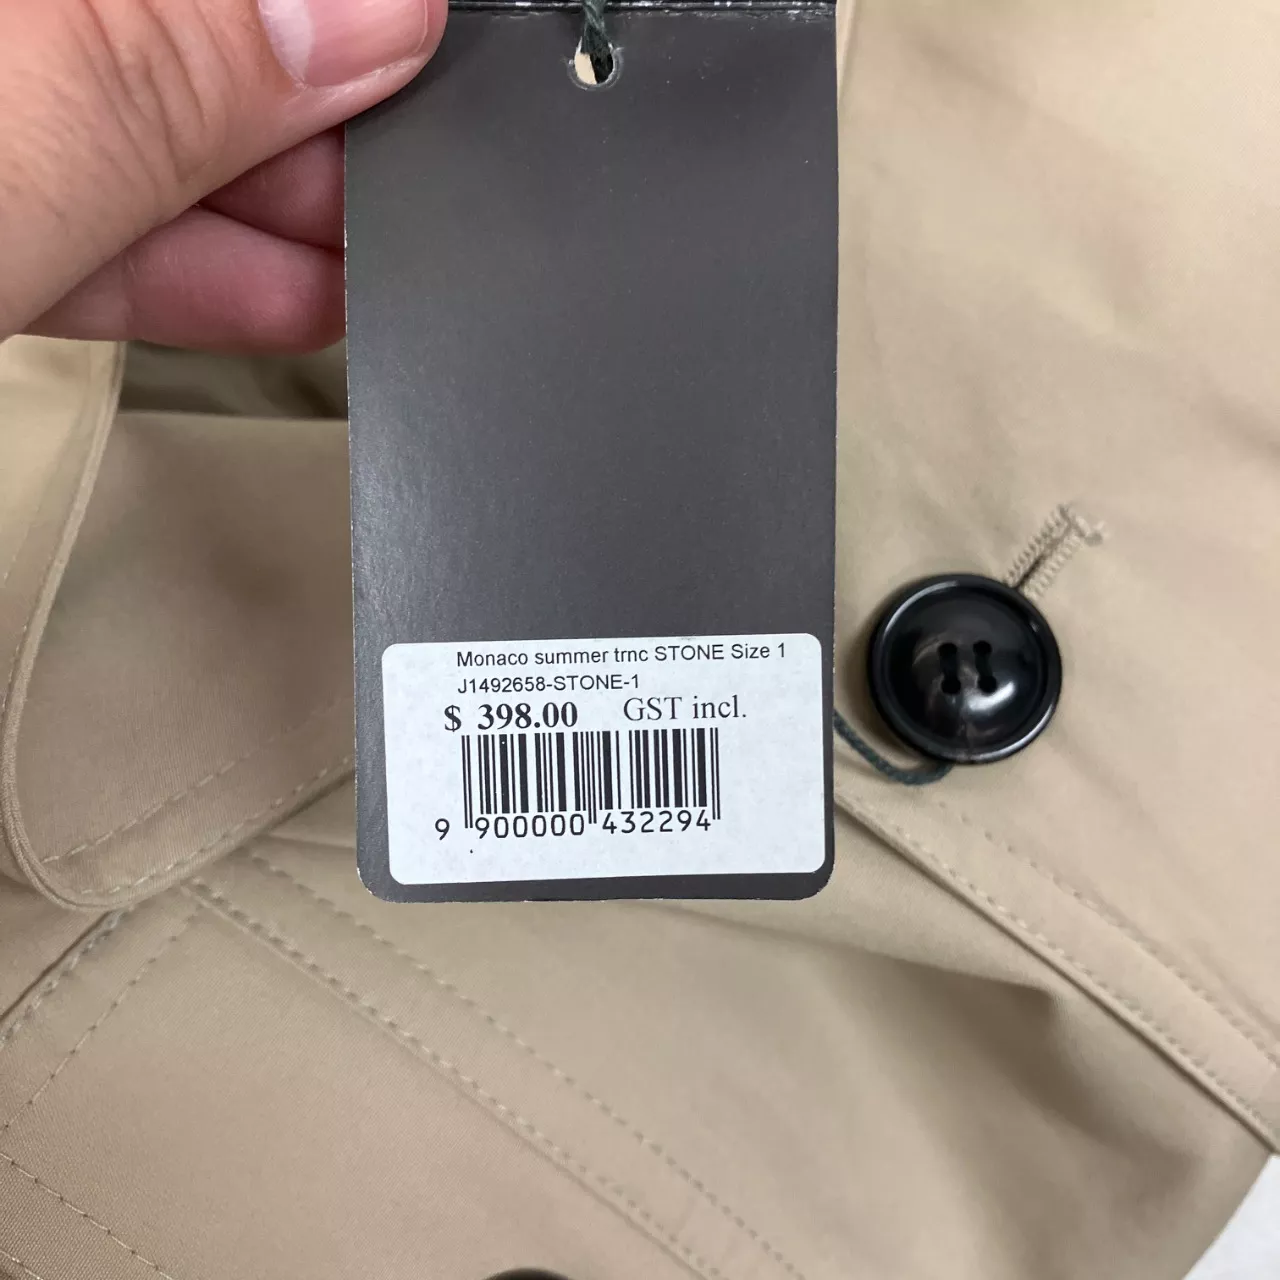 Monaco summer trnc STONE Size 1
J1492658-STONE-1
$ 398.00 GST incl.
9 900000 432294